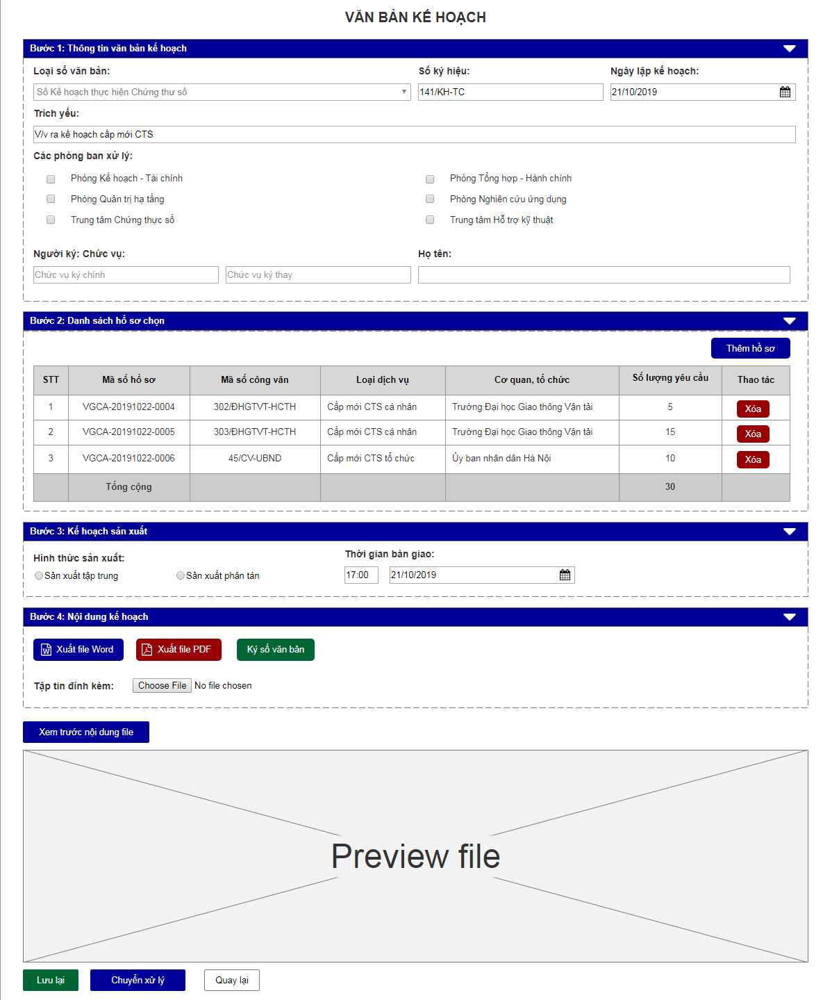 VĂN BẢN KẾ HOẠCH
Bước 1: Thông tin văn bản kế hoạch
Loại sổ văn bản: Số ký hiệu: Ngày lập kế hoạch:
Sổ Kế hoạch thực hiện Chứng thư số 141/KH-TC 21/10/2019
Trích yếu:
V/v ra kế hoạch cấp mới CTS
Các phòng ban xử lý:
Phòng Kế hoạch - Tài chính Phòng Tổng hợp - Hành chính
Phòng Quản trị hạ tầng Phòng Nghiên cứu ứng dụng
Trung tâm Chứng thực số Trung tâm Hỗ trợ kỹ thuật
Người ký: Chức vụ: Họ tên:
Chức vụ ký chính Chức vụ ký thay
Bước 2: Danh sách hồ sơ chọn
Thêm hồ sơ
STT Mã số hồ sơ Mã số công văn Loại dịch vụ Cơ quan, tổ chức Số lượng yêu cầu Thao tác
1 VGCA-20191022-0004 302/ĐHGTVT-HCTH Cấp mới CTS cá nhân Trường Đại học Giao thông Vận tải 5 Xóa
2 VGCA-20191022-0005 303/ĐHGTVT-HCTH Cấp mới CTS cá nhân Trường Đại học Giao thông Vận tải 15 Xóa
3 VGCA-20191022-0006 45/CV-UBND Cấp mới CTS tổ chức Ủy ban nhân dân Hà Nội 10 Xóa
Tổng cộng 30
Bước 3: Kế hoạch sản xuất
Hình thức sản xuất: Thời gian bàn giao:
Sản xuất tập trung Sản xuất phân tán 17:00 21/10/2019
Bước 4: Nội dung kế hoạch
Xuất file Word Xuất file PDF Ký số văn bản
Tập tin đính kèm: Choose File No file chosen
Xem trước nội dung file
Preview file
Lưu lại Chuyển xử lý Quay lại